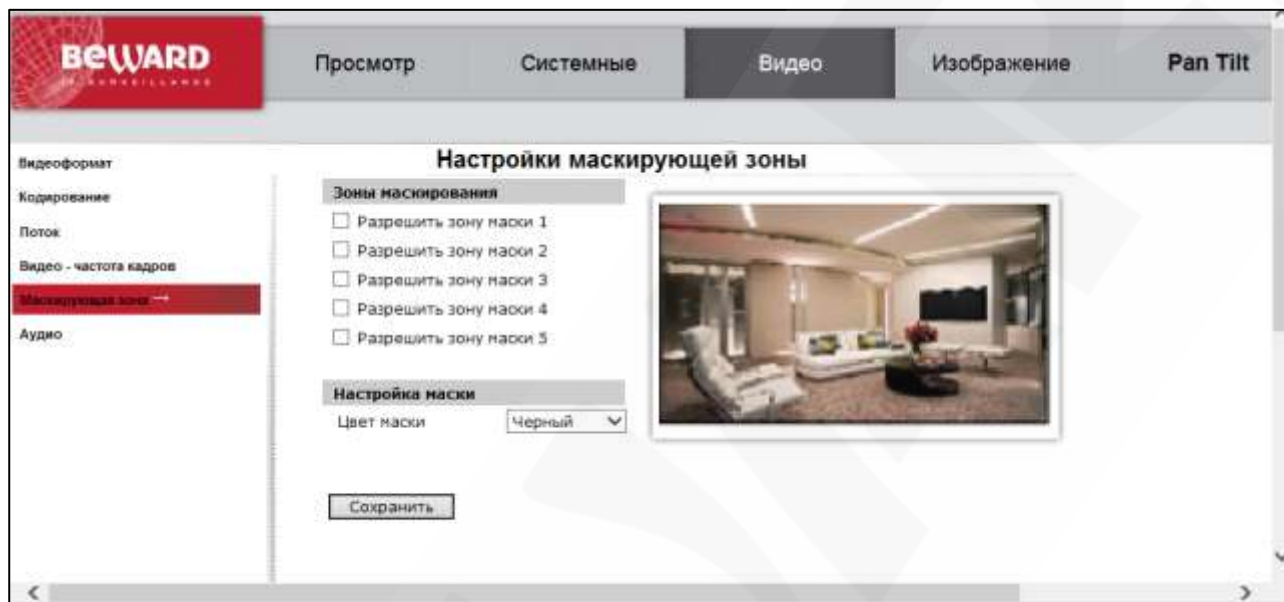 BEWARD
Просмотр
Системные
Видео
Изображение
Pan Tilt
Видеоформат
Кодирование
Поток
Видео - частота кадров
Маскирующая зона →
Аудио
Настройки маскирующей зоны
Зоны маскирования
Разрешить зону маски 1
Разрешить зону маски 2
Разрешить зону маски 3
Разрешить зону маски 4
Разрешить зону маски 5
Настройка маски
Цвет маски Черный
Сохранить